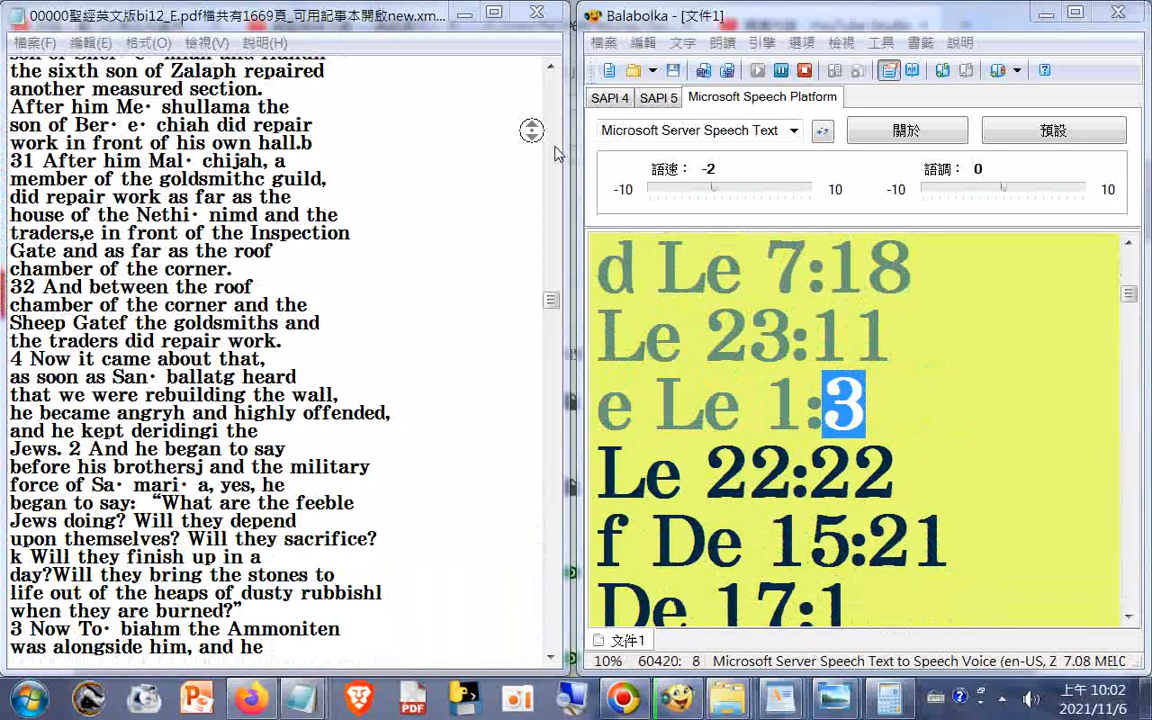 00000聖經英文版bi12_E.pdf檔共有1669頁_可用記事本開啟new.xm...
檔案(F) 編輯(E) 格式(O) 檢視(V) 說明(H)
the sixth son of Zalaph repaired
another measured section.
After him Me· shullama the
son of Ber· e· chiah did repair
work in front of his own hall.b
31 After him Mal· chijah, a
member of the goldsmithc guild,
did repair work as far as the
house of the Nethi· nimd and the
traders,e in front of the Inspection
Gate and as far as the roof
chamber of the corner.
32 And between the roof
chamber of the corner and the
Sheep Gatef the goldsmiths and
the traders did repair work.
4 Now it came about that,
as soon as San· ballatg heard
that we were rebuilding the wall,
he became angryh and highly offended,
and he kept deridingi the
Jews. 2 And he began to say
before his brothersj and the military
force of Sa· mari· a, yes, he
began to say: “What are the feeble
Jews doing? Will they depend
upon themselves? Will they sacrifice?
k Will they finish up in a
day?Will they bring the stones to
life out of the heaps of dusty rubbishl
when they are burned?”
3 Now To· biahm the Ammoniten
was alongside him, and he
Balabolka - [文件1]
檔案 編輯 文字 朗讀 引擎 選項 檢視 工具 書籤 說明
SAPI 4 SAPI 5 Microsoft Speech Platform
Microsoft Server Speech Text 關於 預設
語速: -2 語調: 0
-10 10 -10 10
d Le 7:18
Le 23:11
e Le 1:3
Le 22:22
f De 15:21
De 17:1
文件1
10% 60420: 8 Microsoft Server Speech Text to Speech Voice (en-US, Z 7.08 MELO
PDF
上午 10:02
2021/11/6